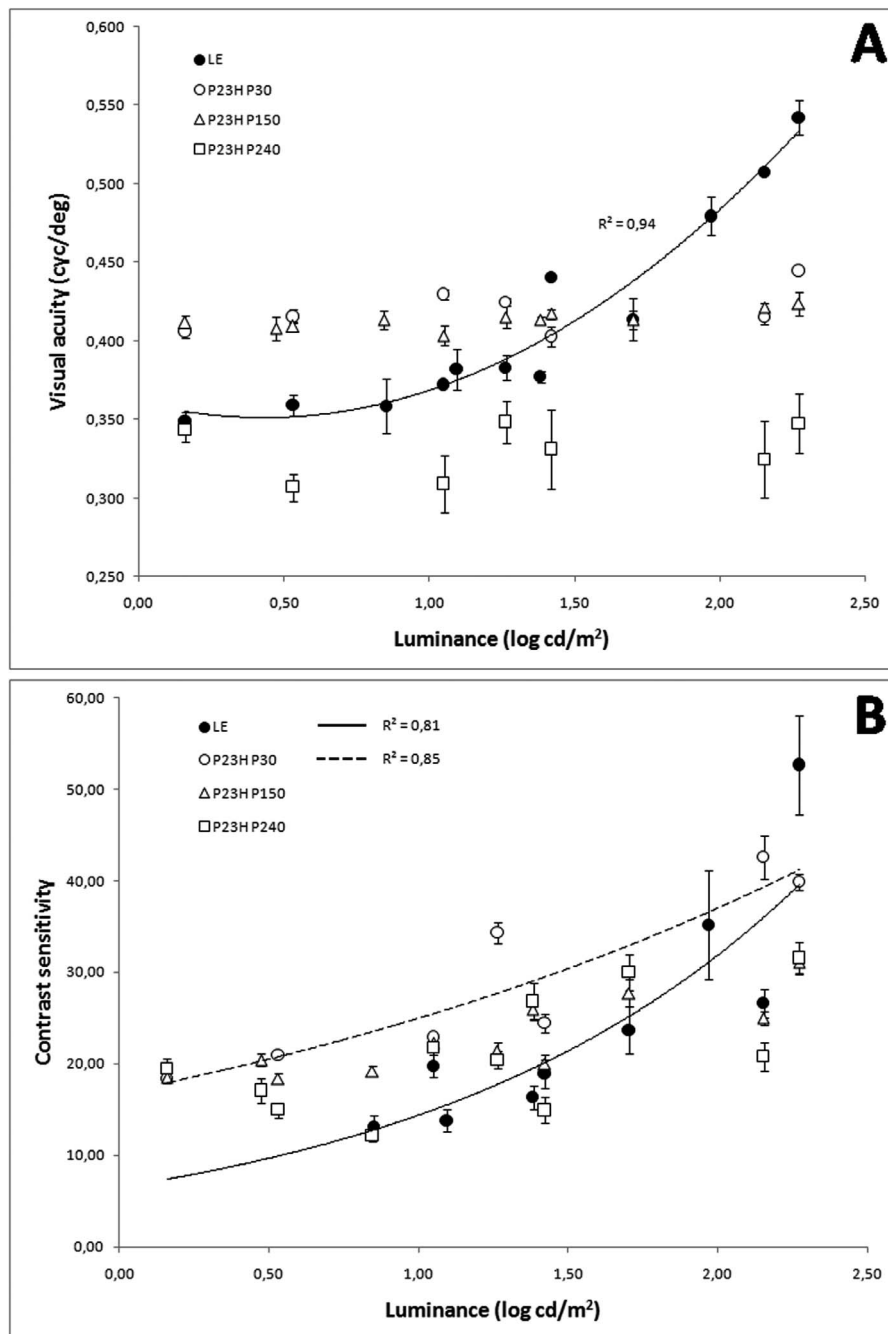 A
LE
P23H P30
P23H P150
P23H P240
R² = 0,94
Visual acuity (cyc/deg)
0,600
0,550
0,500
0,450
0,400
0,350
0,300
0,250
0,00 0,50 1,00 1,50 2,00 2,50
Luminance (log cd/m²)
B
LE R² = 0,81
P23H P30 R² = 0,85
P23H P150
P23H P240
Contrast sensitivity
60,00
50,00
40,00
30,00
20,00
10,00
0,00
0,00 0,50 1,00 1,50 2,00 2,50
Luminance (log cd/m²)